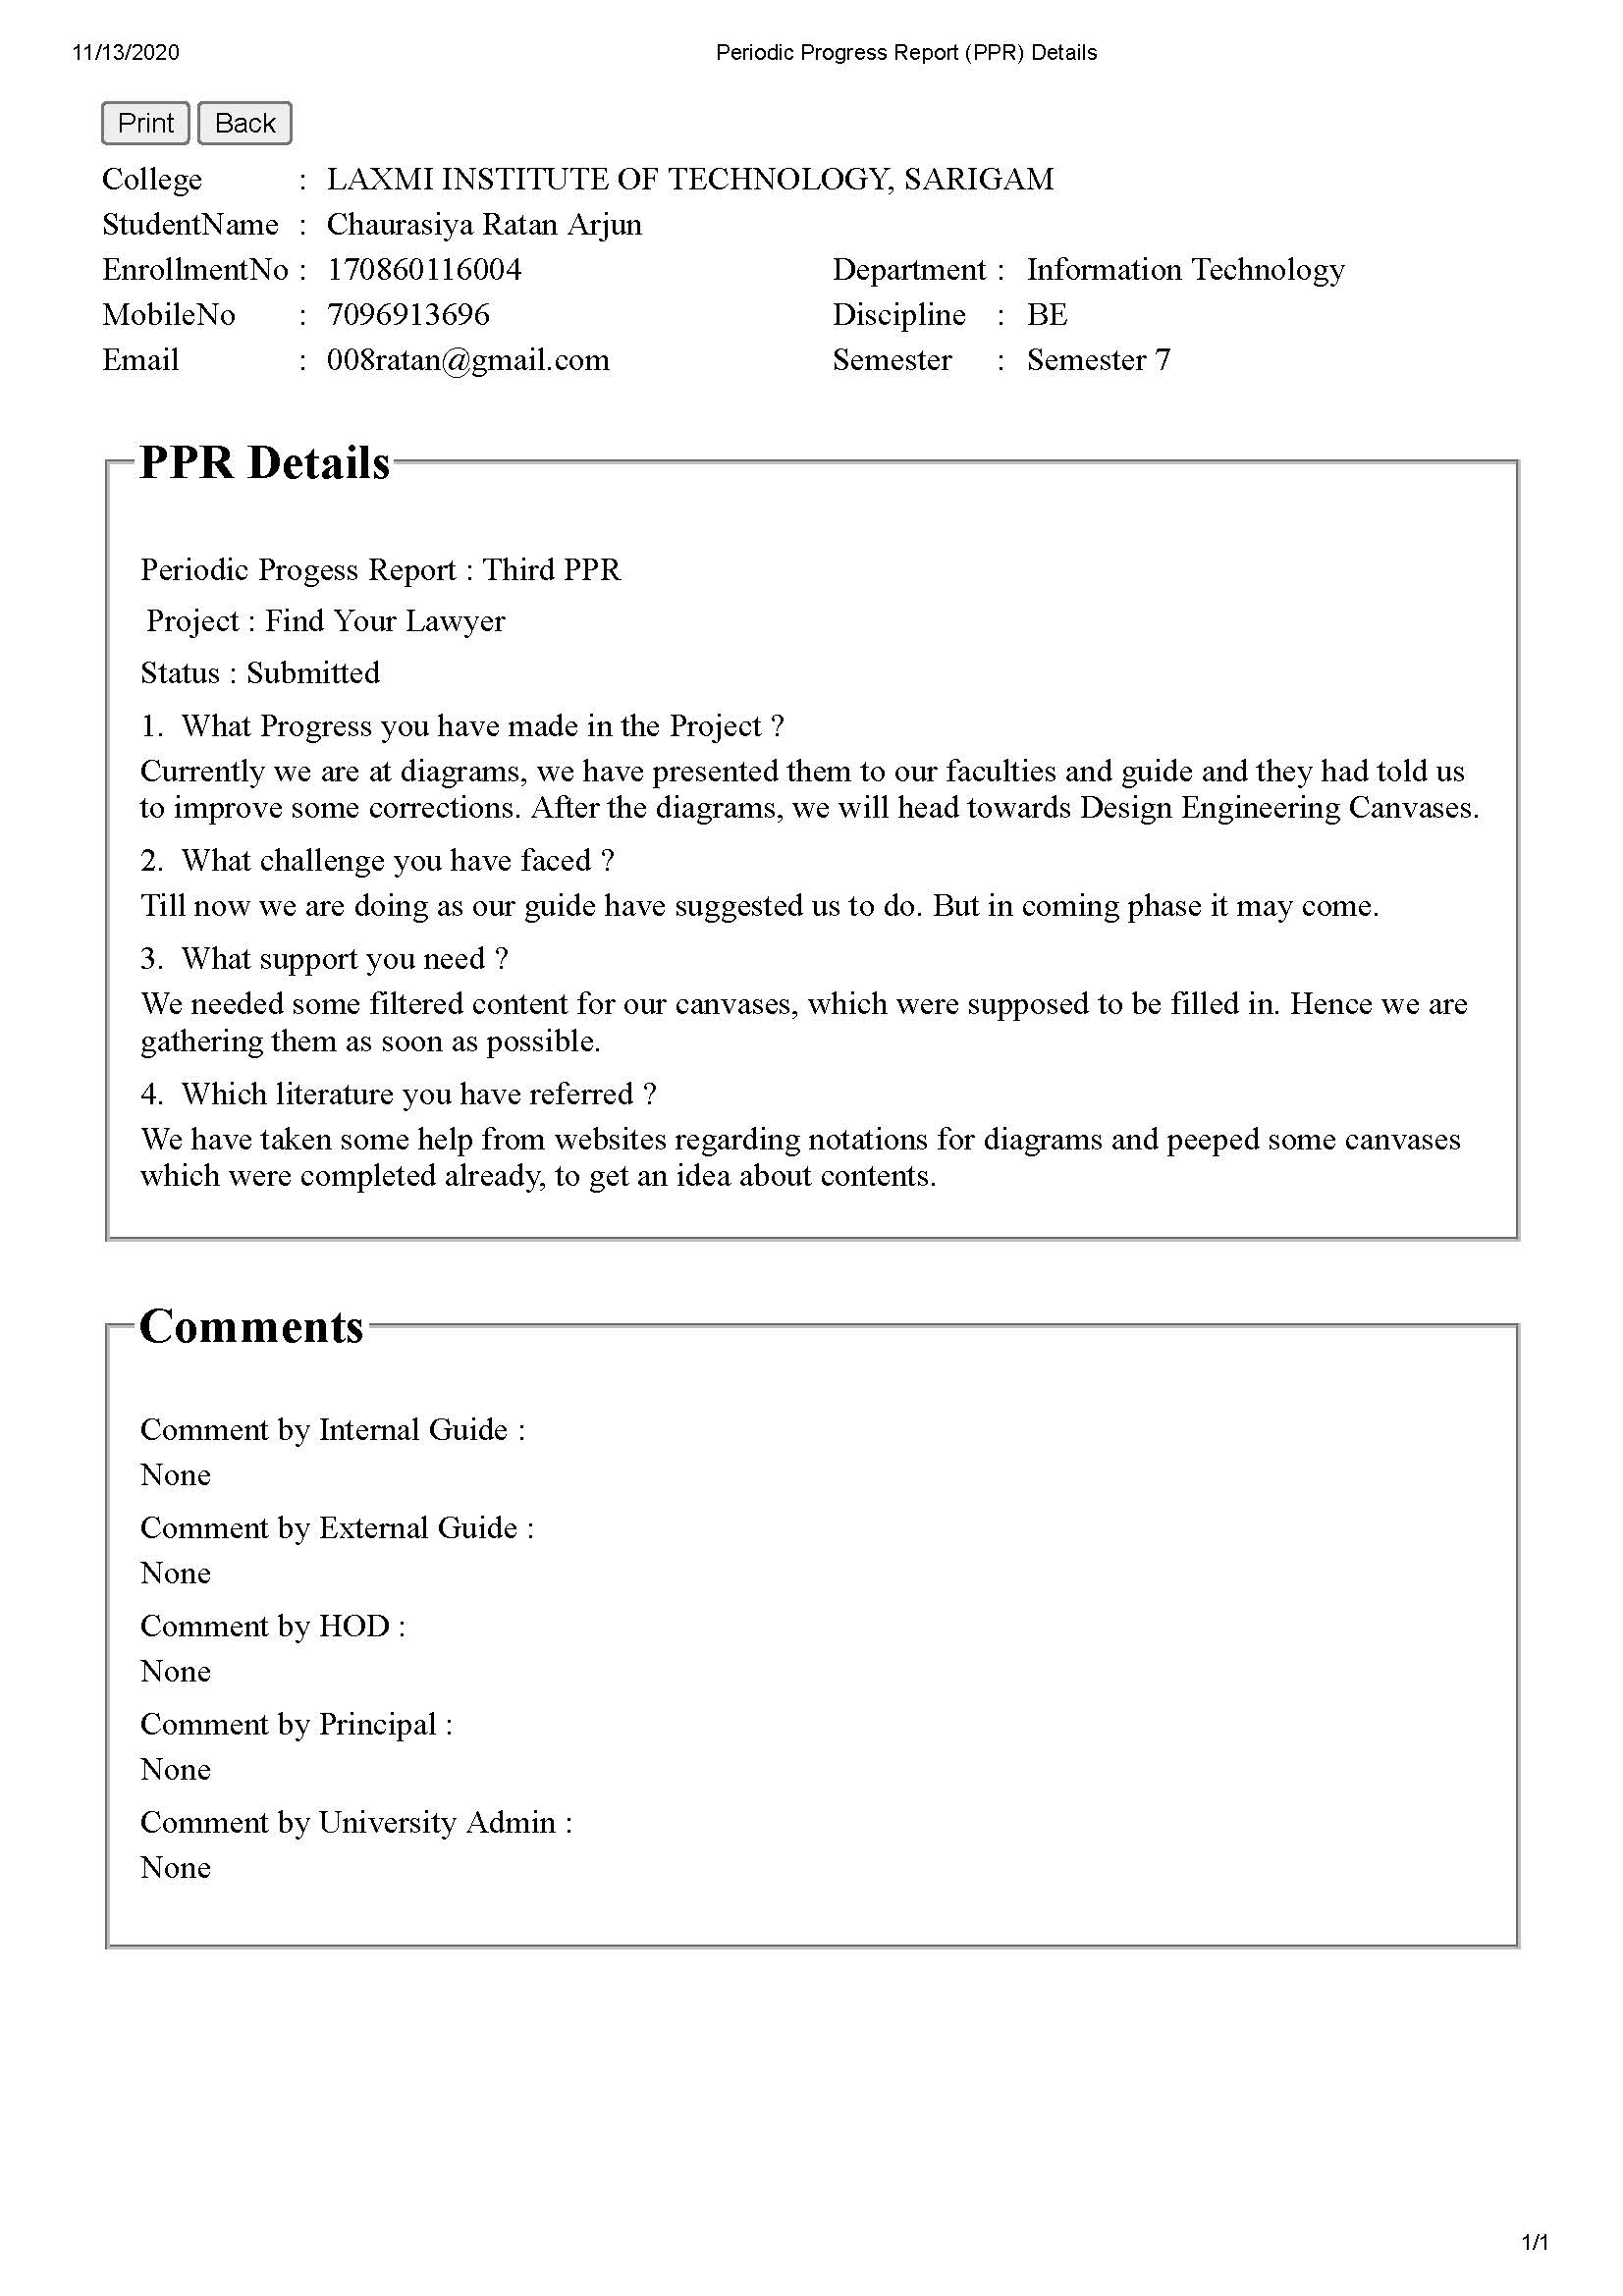 11/13/2020 Periodic Progress Report (PPR) Details
Print Back
College : LAXMI INSTITUTE OF TECHNOLOGY, SARIGAM
StudentName : Chaurasiya Ratan Arjun
EnrollmentNo : 170860116004 Department : Information Technology
MobileNo : 7096913696 Discipline : BE
Email : 008ratan@gmail.com Semester : Semester 7
PPR Details
Periodic Progess Report : Third PPR
Project : Find Your Lawyer
Status : Submitted
1. What Progress you have made in the Project ?
Currently we are at diagrams, we have presented them to our faculties and guide and they had told us
to improve some corrections. After the diagrams, we will head towards Design Engineering Canvases.
2. What challenge you have faced ?
Till now we are doing as our guide have suggested us to do. But in coming phase it may come.
3. What support you need ?
We needed some filtered content for our canvases, which were supposed to be filled in. Hence we are
gathering them as soon as possible.
4. Which literature you have referred ?
We have taken some help from websites regarding notations for diagrams and peeped some canvases
which were completed already, to get an idea about contents.
Comments
Comment by Internal Guide :
None
Comment by External Guide :
None
Comment by HOD :
None
Comment by Principal :
None
Comment by University Admin :
None
1/1